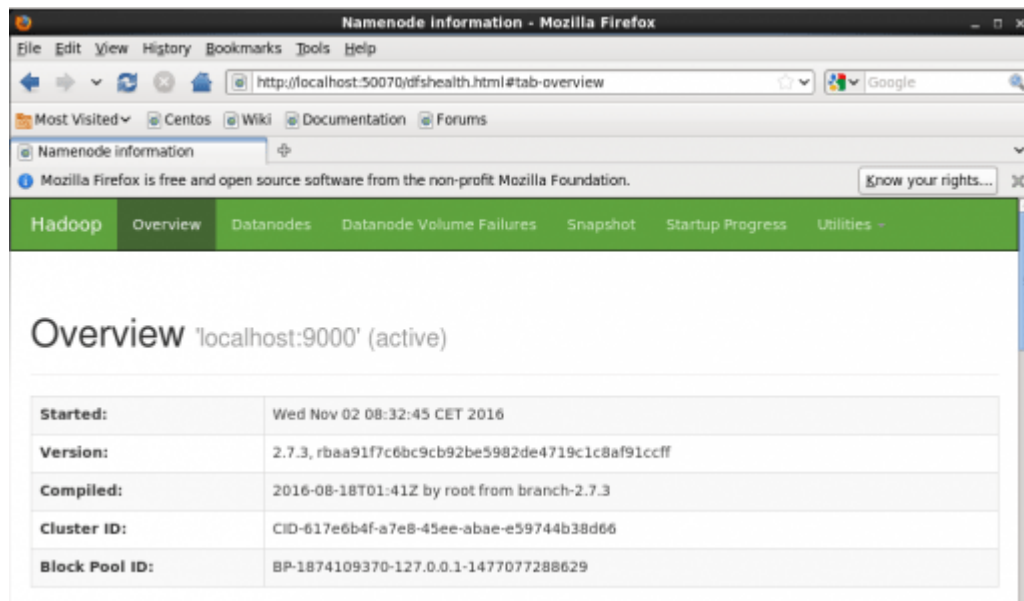 Namenode information - Mozilla Firefox
File Edit View History Bookmarks Tools Help
http://localhost:50070/dfshealth.html#tab-overview Google
Most Visited Centos Wiki Documentation Forums
Namenode information
Mozilla Firefox is free and open source software from the non-profit Mozilla Foundation. Know your rights...
Hadoop Overview Datanodes Datanode Volume Failures Snapshot Startup Progress Utilities
Overview 'localhost:9000' (active)
Started: Wed Nov 02 08:32:45 CET 2016
Version: 2.7.3, rbaa91f7c6bc9cb92be5982de4719c1c8af91ccff
Compiled: 2016-08-18T01:41Z by root from branch-2.7.3
Cluster ID: CID-617e6b4f-a7e8-45ee-abae-e59744b38d66
Block Pool ID: BP-1874109370-127.0.0.1-1477077288629